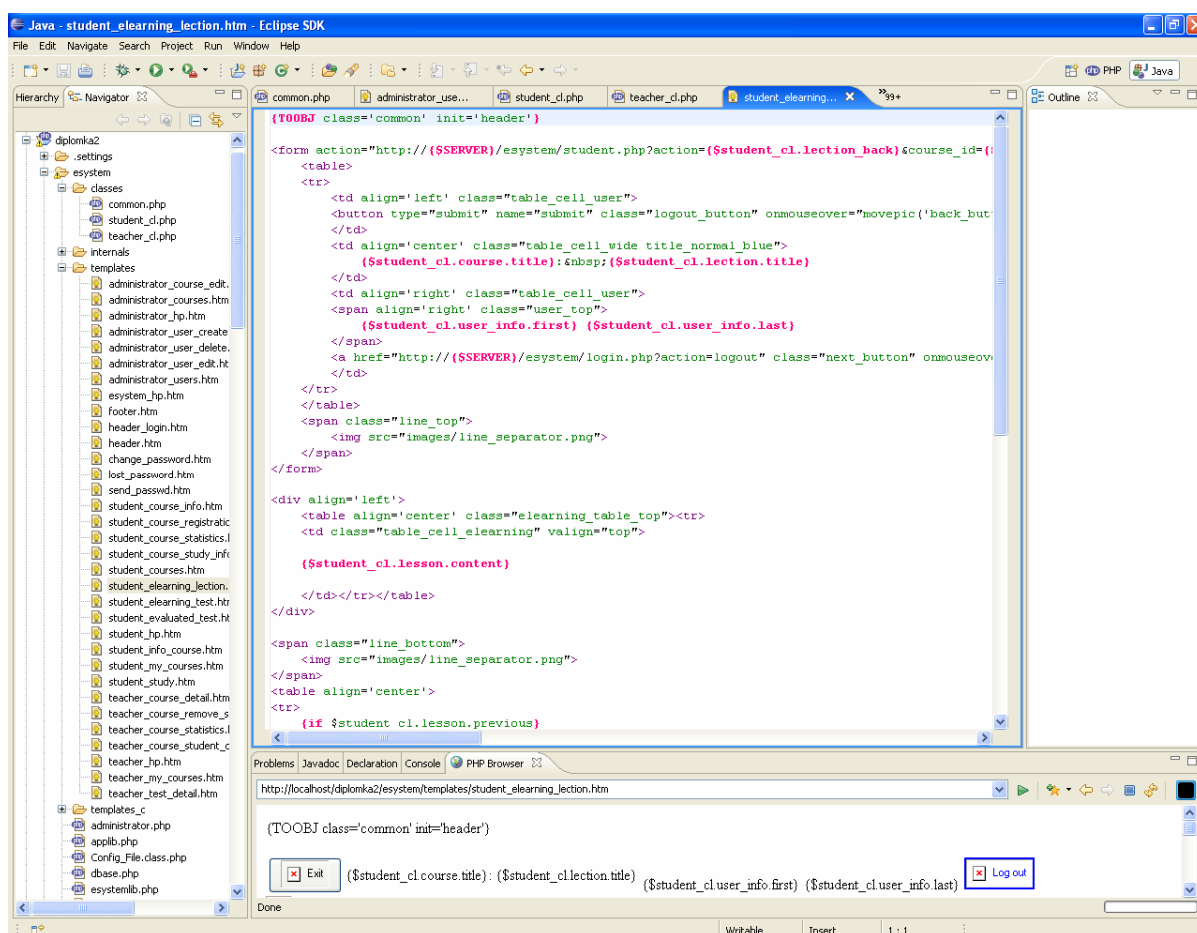 Java - student_elearning_lection.htm - Eclipse SDK
File Edit Navigate Search Project Run Window Help
PHP Java
Hierarchy Navigator
common.php administrator_use... student_cl.php teacher_cl.php student_elearning... 99+
Outline
diplomka2
.settings
esystem
classes
common.php
student_cl.php
teacher_cl.php
internals
templates
administrator_course_edit.
administrator_courses.htm
administrator_hp.htm
administrator_user_create
administrator_user_delete.
administrator_user_edit.ht
administrator_users.htm
esystem_hp.htm
footer.htm
header_login.htm
header.htm
change_password.htm
lost_password.htm
send_passwd.htm
student_course_info.htm
student_course_registratic
student_course_statistics.l
student_course_study_info
student_courses.htm
student_elearning_lection.
student_elearning_test.htr
student_evaluated_test.ht
student_hp.htm
student_info_course.htm
student_my_courses.htm
student_study.htm
teacher_course_detail.htm
teacher_course_remove_s
teacher_course_statistics.l
teacher_course_student_c
teacher_hp.htm
teacher_my_courses.htm
teacher_test_detail.htm
templates_c
administrator.php
applib.php
Config_File.class.php
dbase.php
esystemlib.php
{TOOBJ class='common' init='header'}
<form action="http://{$SERVER}/esystem/student.php?action={$student_cl.lection_back}&course_id={
<table>
<tr>
<td align='left' class="table_cell_user">
<button type="submit" name="submit" class="logout_button" onmouseover="movepic('back_but
</td>
<td align='center' class="table_cell_wide title_normal_blue">
{$student_cl.course.title}:&nbsp;{$student_cl.lection.title}
</td>
<td align='right' class="table_cell_user">
<span align='right' class="user_top">
{$student_cl.user_info.first} {$student_cl.user_info.last}
</span>
<a href="http://{$SERVER}/esystem/login.php?action=logout" class="next_button" onmouseov
</td>
</tr>
</table>
<span class="line_top">
<img src="images/line_separator.png">
</span>
</form>
<div align='left'>
<table align='center' class="elearning_table_top"><tr>
<td class="table_cell_elearning" valign="top">
{$student_cl.lesson.content}
</td></tr></table>
</div>
<span class="line_bottom">
<img src="images/line_separator.png">
</span>
<table align='center'>
<tr>
{if $student_cl.lesson.previous}
Problems Javadoc Declaration Console PHP Browser
http://localhost/diplomka2/esystem/templates/student_elearning_lection.htm
{TOOBJ class='common' init='header'}
Exit {$student_cl.course.title}: {$student_cl.lection.title} {$student_cl.user_info.first} {$student_cl.user_info.last} Log out
Done
Writable Insert 1 : 1